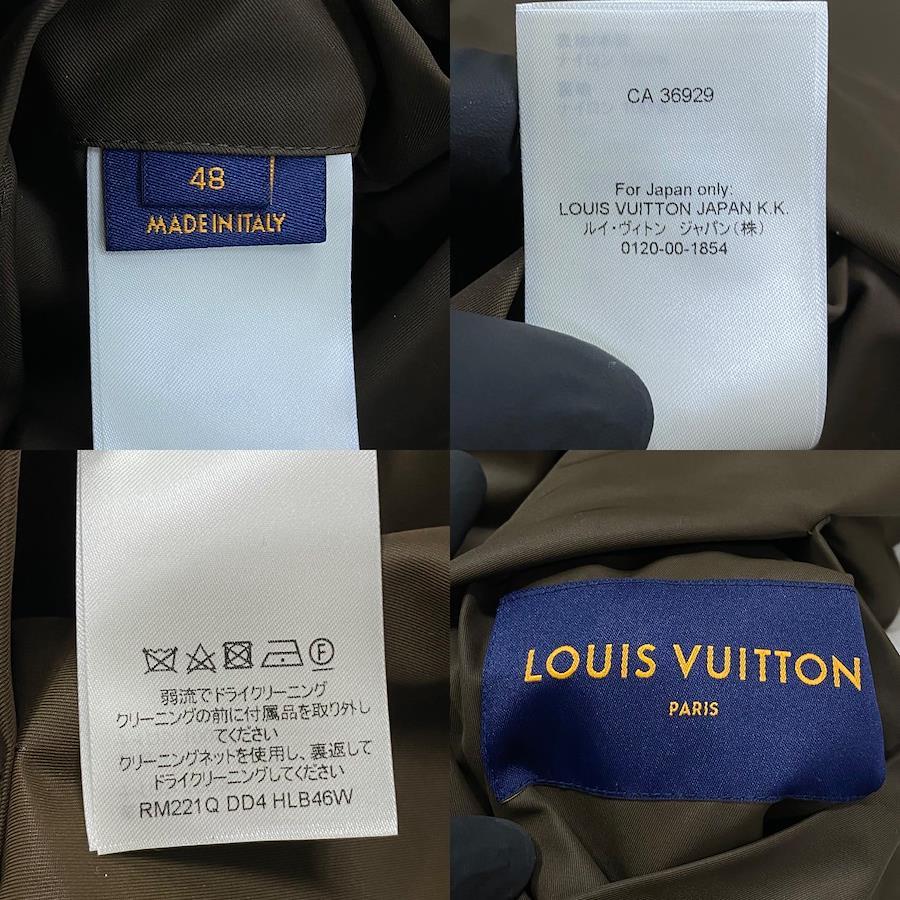 48
MADE IN ITALY
CA 36929
For Japan only:
LOUIS VUITTON JAPAN K.K.
ルイ・ヴィトン ジャパン(株)
0120-00-1854
弱流でドライクリーニング
クリーニングの前に付属品を取り外し
てください
クリーニングネットを使用し、裏返して
ドライクリーニングしてください
RM221Q DD4 HLB46W
LOUIS VUITTON
PARIS